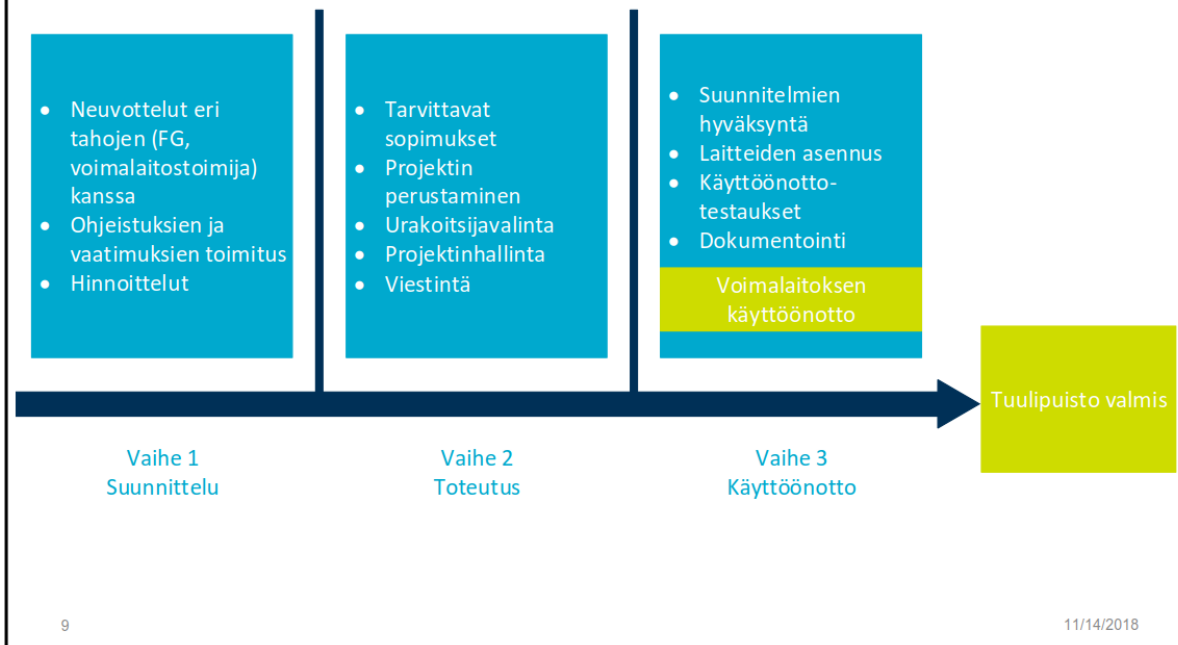 • Neuvottelut eri
tahojen (FG,
voimalaitostoimija)
kanssa
• Ohjeistuksien ja
vaatimuksien toimitus
• Hinnoittelut
• Tarvittavat
sopimukset
• Projektin
perustaminen
• Urakoitsijavalinta
• Projektinhallinta
• Viestintä
• Suunnitelmien
hyväksyntä
• Laitteiden asennus
• Käyttöönotto-
testaukset
• Dokumentointi
Voimalaitoksen
käyttöönotto
Tuulipuisto valmis
Vaihe 1
Suunnittelu
Vaihe 2
Toteutus
Vaihe 3
Käyttöönotto
9
11/14/2018